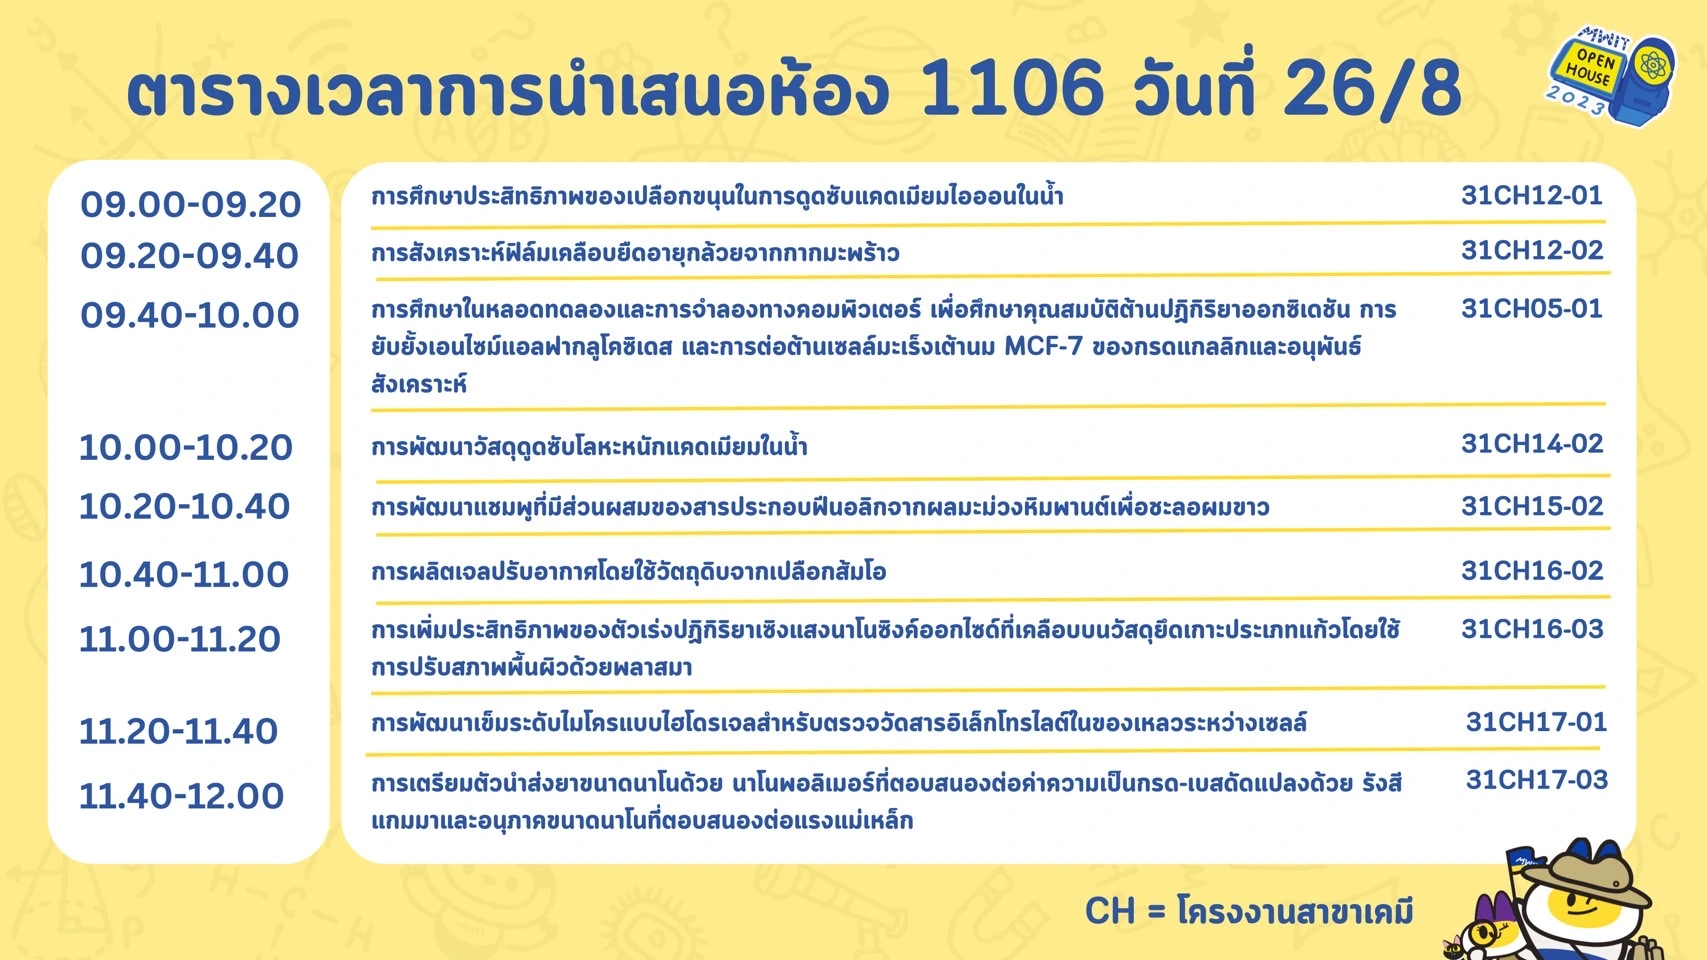 ตารางเวลาการนำเสนอห้อง 1106 วันที่ 26/8
MWIT
OPEN
HOUSE
2023
09.00-09.20 การศึกษาประสิทธิภาพของเปลือกขนุนในการดูดซับแคดเมียมไอออนในน้ำ 31CH12-01
09.20-09.40 การสังเคราะห์ฟิล์มเคลือบยืดอายุกล้วยจากกากมะพร้าว 31CH12-02
09.40-10.00 การศึกษาในหลอดทดลองและการจำลองทางคอมพิวเตอร์ เพื่อศึกษาคุณสมบัติต้านปฏิกิริยาออกซิเดชัน การ 31CH05-01
ยับยั้งเอนไซม์แอลฟากลูโคซิเดส และการต่อต้านเซลล์มะเร็งเต้านม MCF-7 ของกรดแกลลิกและอนุพันธ์
สังเคราะห์
10.00-10.20 การพัฒนาวัสดุดูดซับโลหะหนักแคดเมียมในน้ำ 31CH14-02
10.20-10.40 การพัฒนาแชมพูที่มีส่วนผสมของสารประกอบฟีนอลิกจากผลมะม่วงหิมพานต์เพื่อชะลอผมขาว 31CH15-02
10.40-11.00 การผลิตเจลปรับอากาศโดยใช้วัตถุดิบจากเปลือกส้มโอ 31CH16-02
11.00-11.20 การเพิ่มประสิทธิภาพของตัวเร่งปฏิกิริยาเชิงแสงนาโนซิงค์ออกไซด์ที่เคลือบบนวัสดุยึดเกาะประเภทแก้วโดยใช้ 31CH16-03
การปรับสภาพพื้นผิวด้วยพลาสมา
11.20-11.40 การพัฒนาเข็มระดับไมโครแบบไฮโดรเจลสำหรับตรวจวัดสารอิเล็กโทรไลต์ในของเหลวระหว่างเซลล์ 31CH17-01
11.40-12.00 การเตรียมตัวนำส่งยาขนาดนาโนด้วย นาโนพอลิเมอร์ที่ตอบสนองต่อค่าความเป็นกรด-เบสดัดแปลงด้วย รังสี 31CH17-03
แกมมาและอนุภาคขนาดนาโนที่ตอบสนองต่อแรงแม่เหล็ก
CH = โครงงานสาขาเคมี